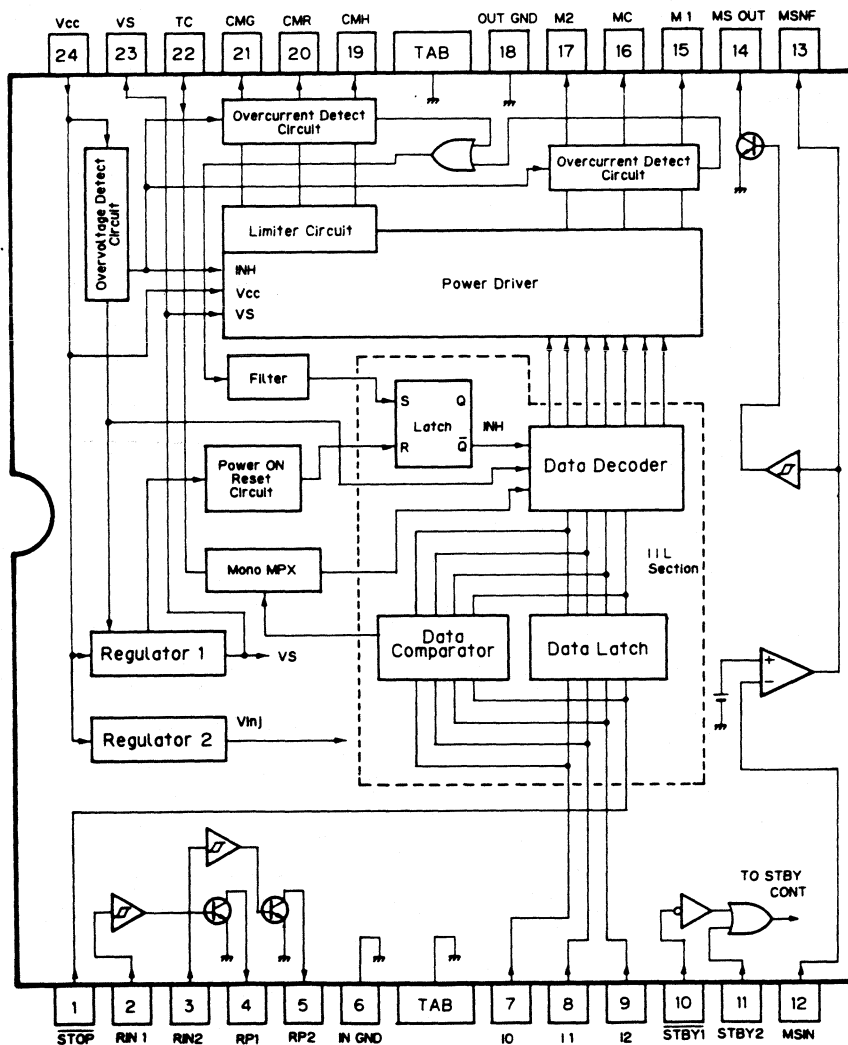 Vcc VS TC CMG CMR CMH OUT GND M2 MC M1 MS OUT MSNF
24 23 22 21 20 19 TAB 18 17 16 15 14 13
Overcurrent Detect
Circuit
Overcurrent Detect
Circuit
Overvoltage Detect
Circuit
Limiter Circuit
INH
Vcc
VS
Power Driver
Filter
S Q
Latch
R Q̅
INH
Power ON
Reset
Circuit
Data Decoder
Mono MPX
IIL
Section
Data
Comparator
Data Latch
Regulator 1
VS
+
−
Regulator 2
Vinj
TO STBY
CONT
1 2 3 4 5 6 TAB 7 8 9 10 11 12
S̅T̅O̅P̅ RIN 1 RIN2 RP1 RP2 IN GND I0 I1 I2 S̅T̅B̅Y̅1̅ STBY2 MSIN